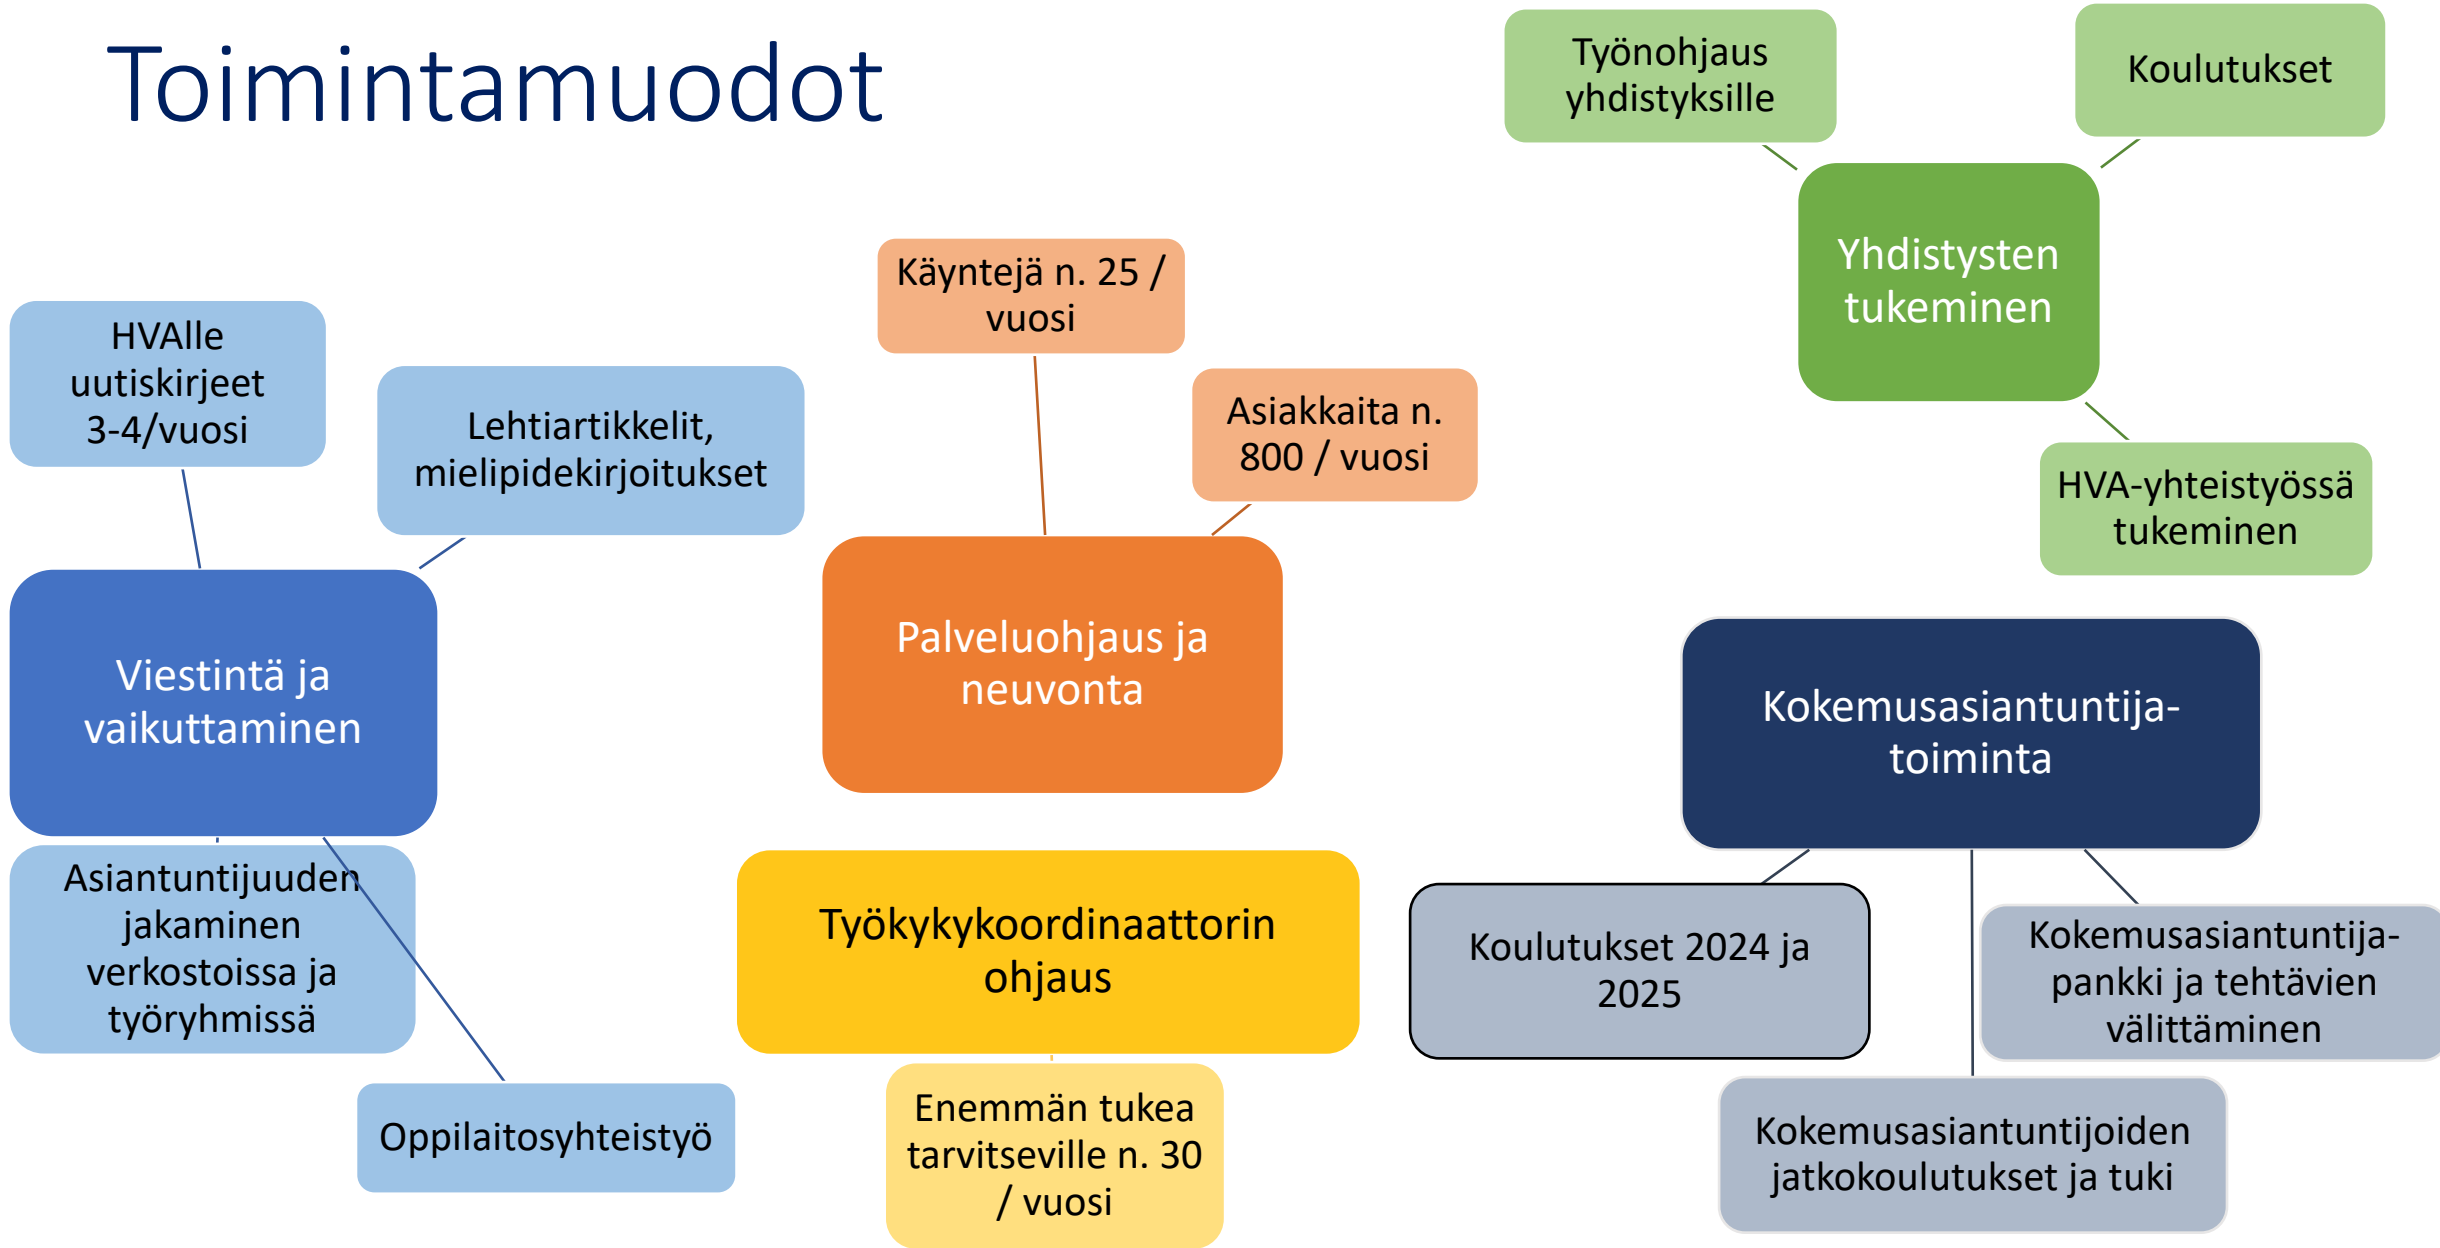 Toimintamuodot
HVAlle
uutiskirjeet
3-4/vuosi
Lehtiartikkelit,
mielipidekirjoitukset
Viestintä ja
vaikuttaminen
Asiantuntijuuden
jakaminen
verkostoissa ja
työryhmissä
Oppilaitosyhteistyö
Käyntejä n. 25 /
vuosi
Asiakkaita n.
800 / vuosi
Palveluohjaus ja
neuvonta
Työkykykoordinaattorin
ohjaus
Enemmän tukea
tarvitseville n. 30
/ vuosi
Työnohjaus
yhdistyksille
Koulutukset
Yhdistysten
tukeminen
HVA-yhteistyössä
tukeminen
Kokemusasiantuntija-
toiminta
Koulutukset 2024 ja
2025
Kokemusasiantuntija-
pankki ja tehtävien
välittäminen
Kokemusasiantuntijoiden
jatkokoulutukset ja tuki